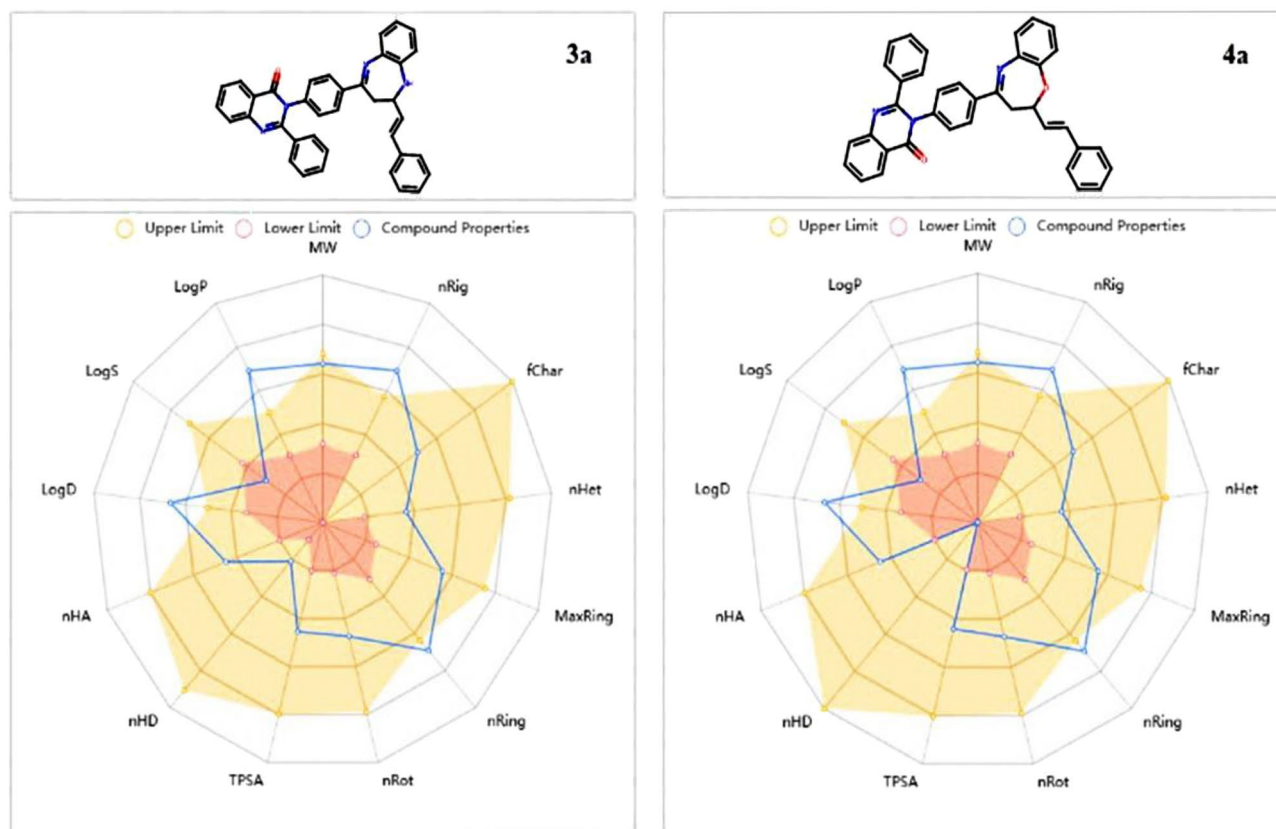 3a
Upper Limit Lower Limit Compound Properties
MW
LogP
nRig
LogS
fChar
LogD
nHet
nHA
MaxRing
nHD
nRing
TPSA
nRot
4a
Upper Limit Lower Limit Compound Properties
MW
LogP
nRig
LogS
fChar
LogD
nHet
nHA
MaxRing
nHD
nRing
TPSA
nRot